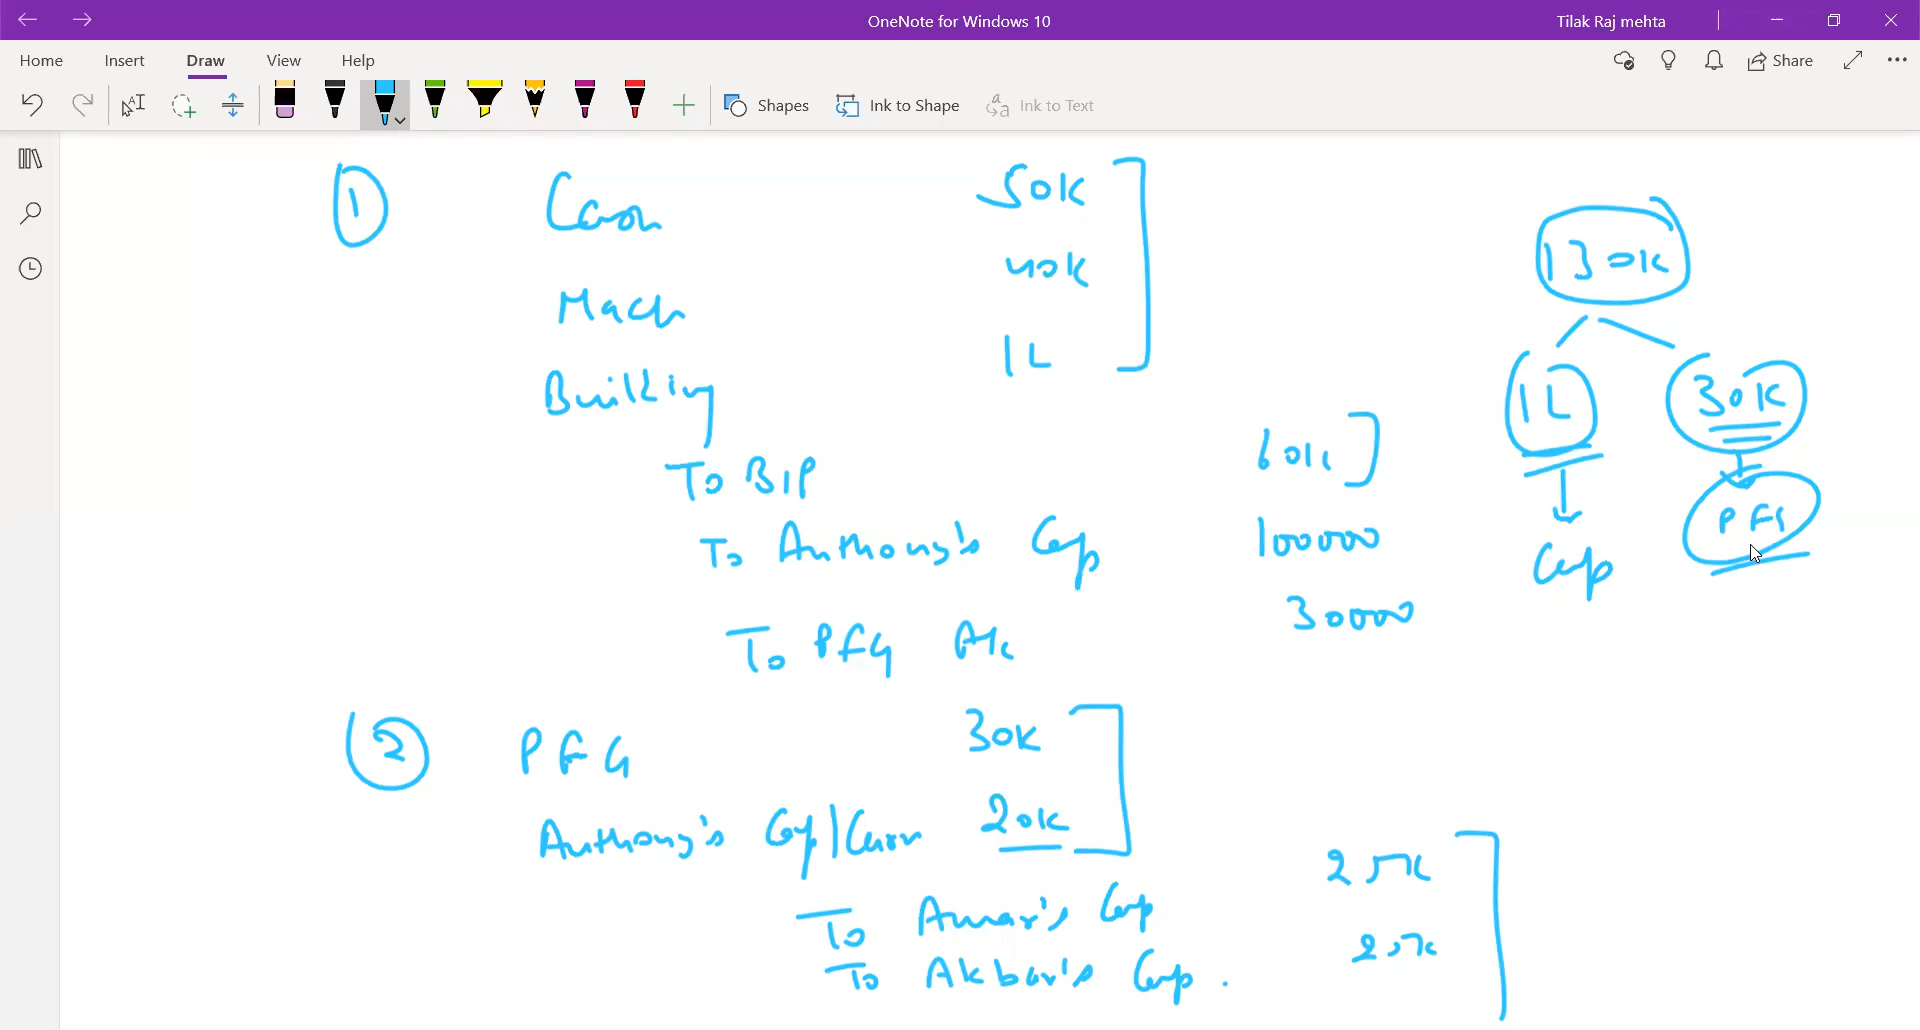 OneNote for Windows 10
Tilak Raj mehta
Home Insert Draw View Help
Share
Shapes Ink to Shape Ink to Text
1 Cash 50K
Mach 40K
Building 1L
To B/P 60K
To Anthony's Cap 100000
To PFG A/c 30000
130K
1L 30K
Cap PFG
2 PFG 30K
Anthony's Cap/Curr 20K
To Amar's Cap 25K
To Akbar's Cap. 25K